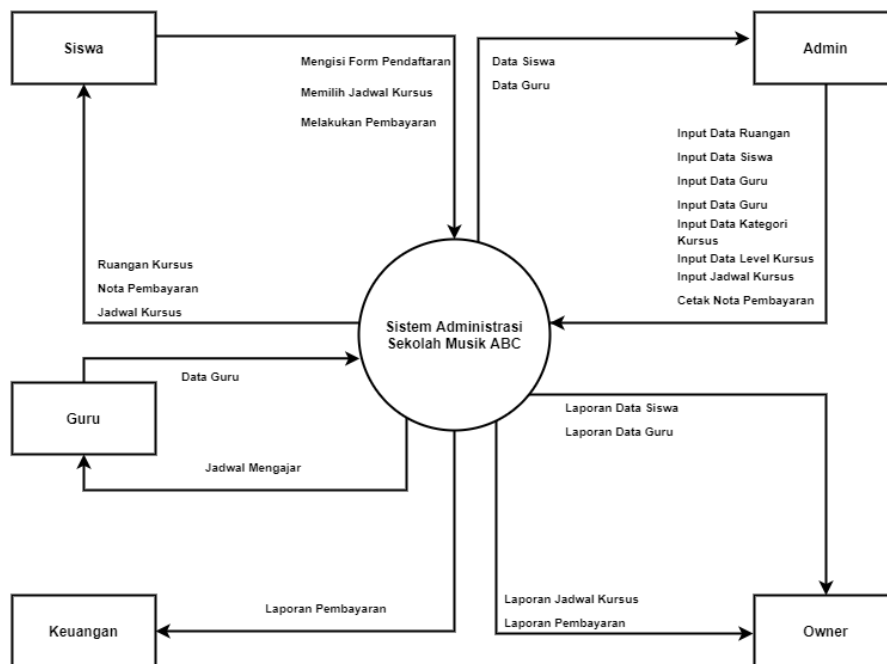 Siswa
Mengisi Form Pendaftaran
Memilih Jadwal Kursus
Melakukan Pembayaran
Data Siswa
Data Guru
Admin
Input Data Ruangan
Input Data Siswa
Input Data Guru
Input Data Guru
Input Data Kategori
Kursus
Input Data Level Kursus
Input Jadwal Kursus
Cetak Nota Pembayaran
Ruangan Kursus
Nota Pembayaran
Jadwal Kursus
Sistem Administrasi
Sekolah Musik ABC
Data Guru
Guru
Jadwal Mengajar
Laporan Data Siswa
Laporan Data Guru
Keuangan
Laporan Pembayaran
Laporan Jadwal Kursus
Laporan Pembayaran
Owner